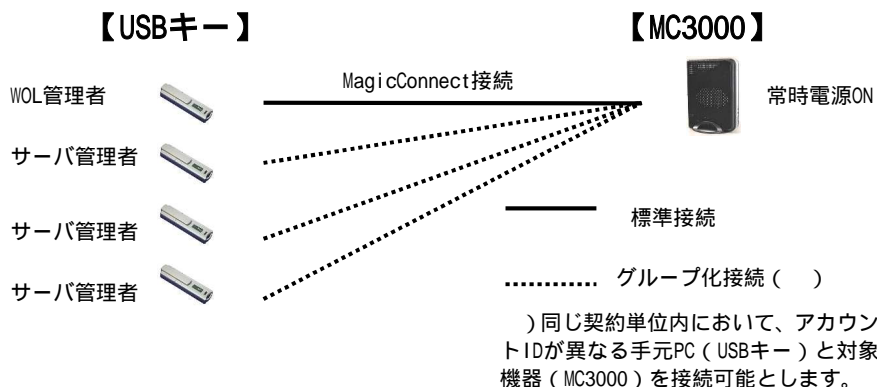 【USBキー】
【MC3000】
MagicConnect接続
WOL管理者
常時電源ON
サーバ管理者
サーバ管理者
サーバ管理者
標準接続
グループ化接続（　）
）同じ契約単位内において、アカウン
トIDが異なる手元PC（USBキー）と対象
機器（MC3000）を接続可能とします。